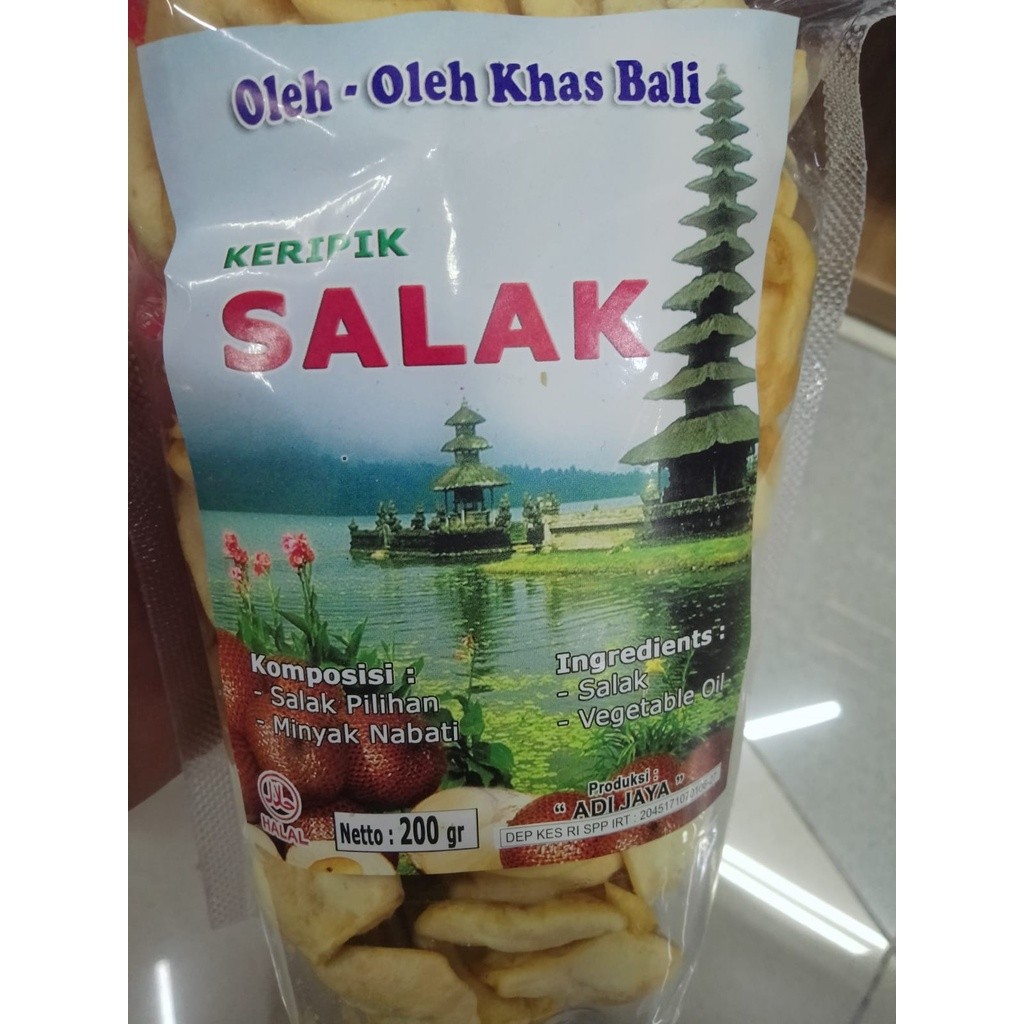 Oleh - Oleh Khas Bali
KERIPIK
SALAK
Komposisi :
- Salak Pilihan
- Minyak Nabati
Ingredients :
- Salak
- Vegetable Oil
حلال
HALAL
Netto : 200 gr
Produksi :
“ ADI JAYA ”
DEP KES RI SPP IRT :